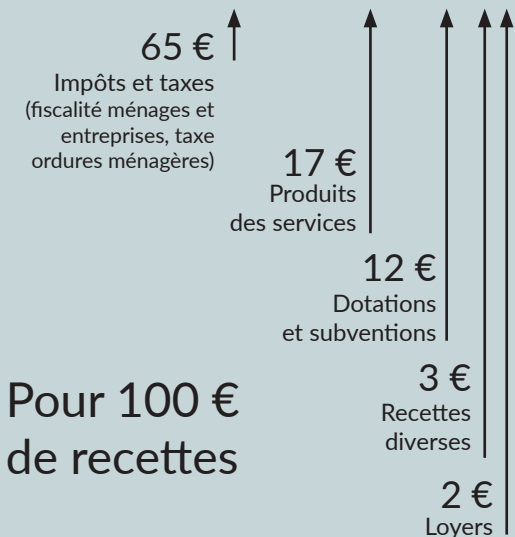 65 €
Impôts et taxes
(fiscalité ménages et
entreprises, taxe
ordures ménagères)
17 €
Produits
des services
12 €
Dotations
et subventions
3 €
Recettes
diverses
2 €
Loyers
Pour 100 €
de recettes